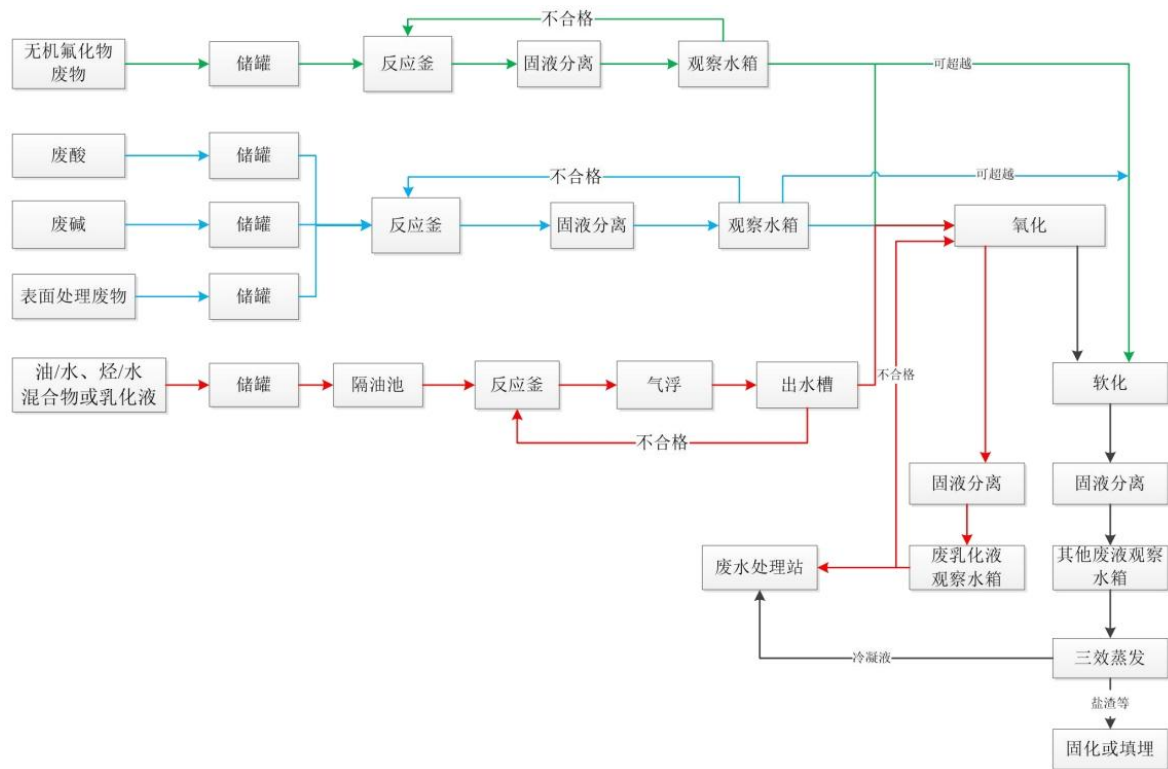 不合格
无机氟化物
废物
储罐
反应釜
固液分离
观察水箱
可超越
废酸
储罐
不合格
可超越
废碱
储罐
反应釜
固液分离
观察水箱
氧化
表面处理废物
储罐
油/水、烃/水
混合物或乳化液
储罐
隔油池
反应釜
气浮
出水槽
不合格
软化
不合格
固液分离
固液分离
废水处理站
废乳化液
观察水箱
其他废液观察
水箱
冷凝液
三效蒸发
盐渣等
固化或填埋